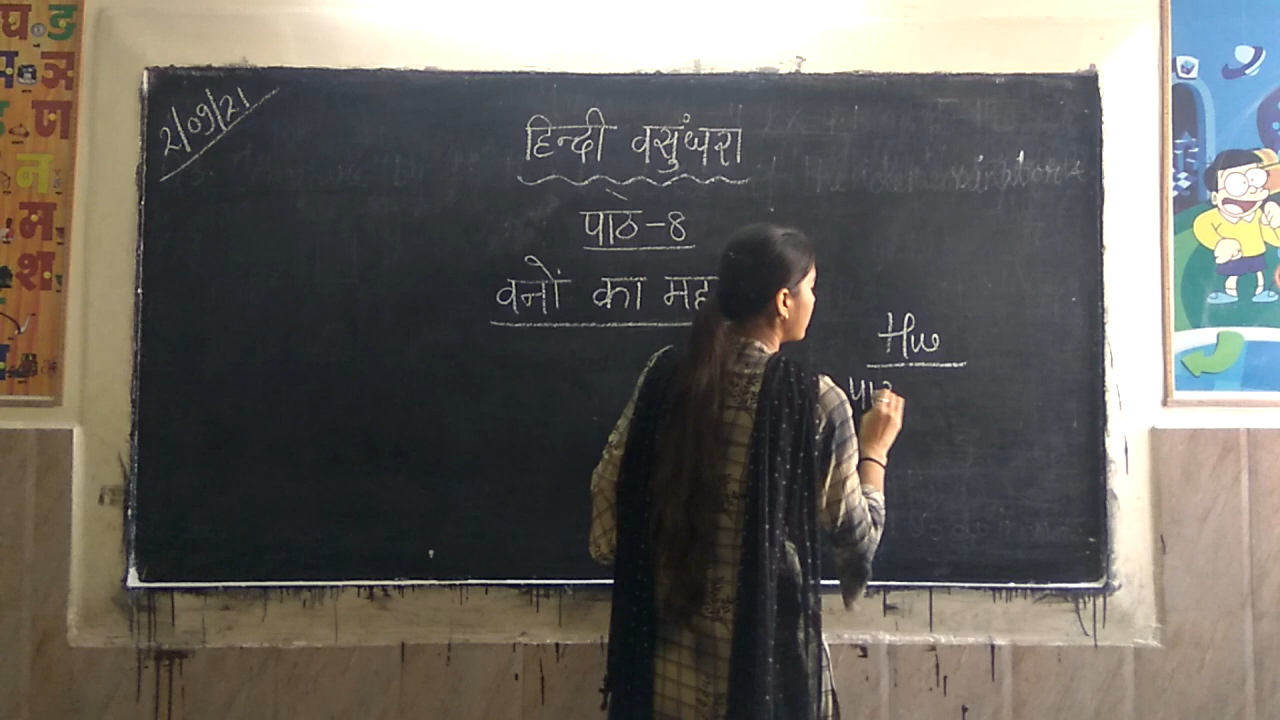 2/09/21
हिन्दी वसुंधरा
पाठ-8
वनों का मह
Hw
घ ङ
ञ
ण
न
म
श